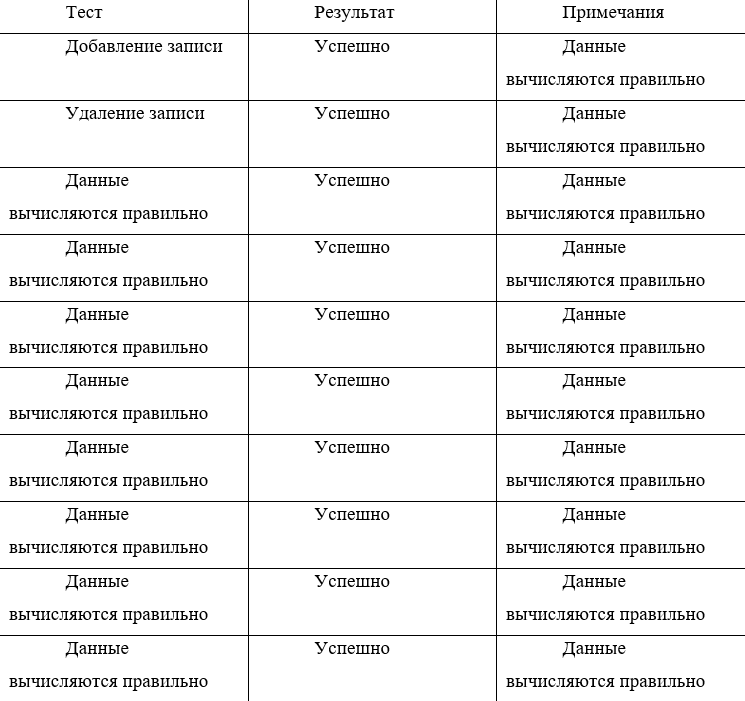 Тест Результат Примечания
Добавление записи Успешно Данные
вычисляются правильно
Удаление записи Успешно Данные
вычисляются правильно
Данные Успешно Данные
вычисляются правильно вычисляются правильно
Данные Успешно Данные
вычисляются правильно вычисляются правильно
Данные Успешно Данные
вычисляются правильно вычисляются правильно
Данные Успешно Данные
вычисляются правильно вычисляются правильно
Данные Успешно Данные
вычисляются правильно вычисляются правильно
Данные Успешно Данные
вычисляются правильно вычисляются правильно
Данные Успешно Данные
вычисляются правильно вычисляются правильно
Данные Успешно Данные
вычисляются правильно вычисляются правильно